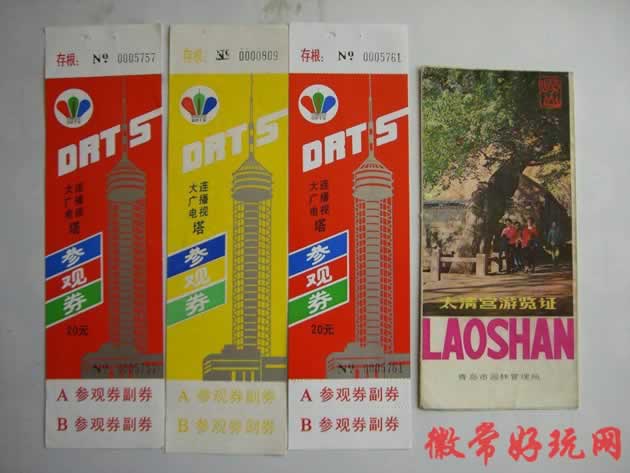 存根: № 0005757
DRTS
大连
广播
电视
塔
参观券
20元
№ 0005757
A 参观券副券
B 参观券副券
存根: № 0000809
DRTS
大连
广播
电视
塔
参观券
A 参观券副券
B 参观券副券
存根: № 0005761
DRTS
大连
广播
电视
塔
参观券
20元
№ 0005761
A 参观券副券
B 参观券副券
太清宫游览证
LAOSHAN
青岛市园林管理局
徽常好玩网